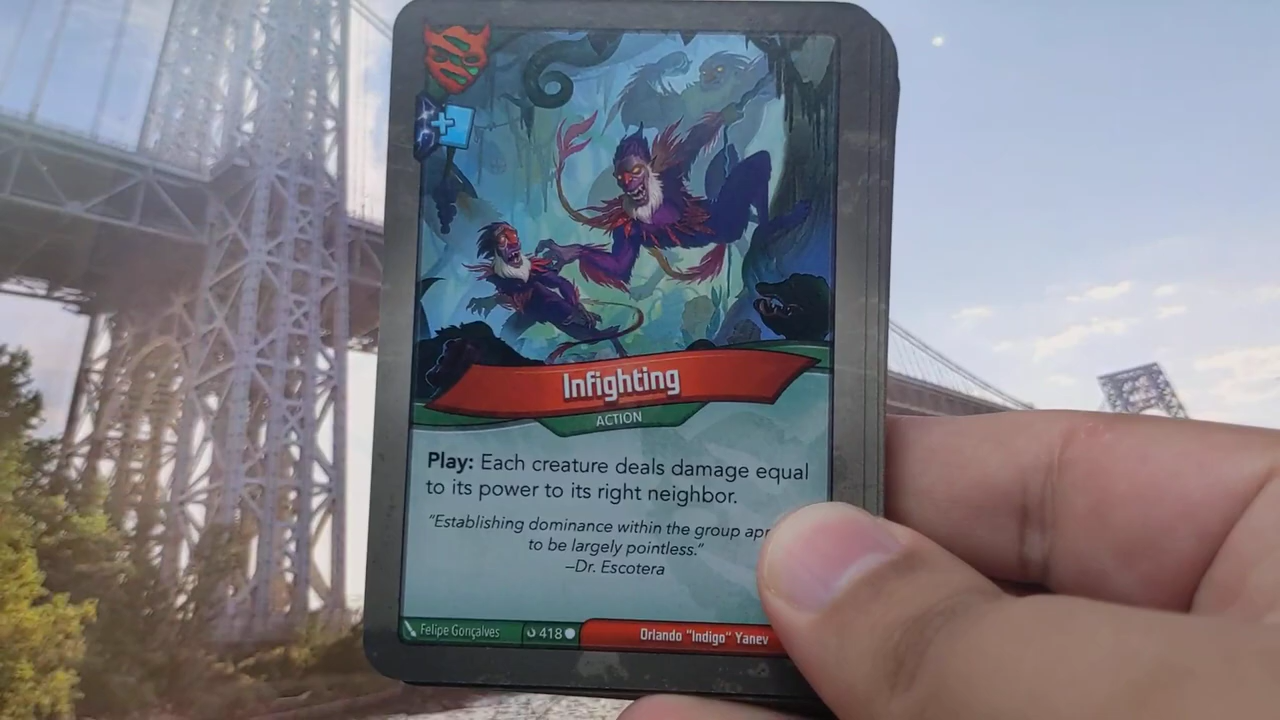 Infighting
ACTION
Play: Each creature deals damage equal
to its power to its right neighbor.
"Establishing dominance within the group
to be largely pointless."
–Dr. Escotera
Felipe Gonçalves 418 Orlando "Indigo" Yanev